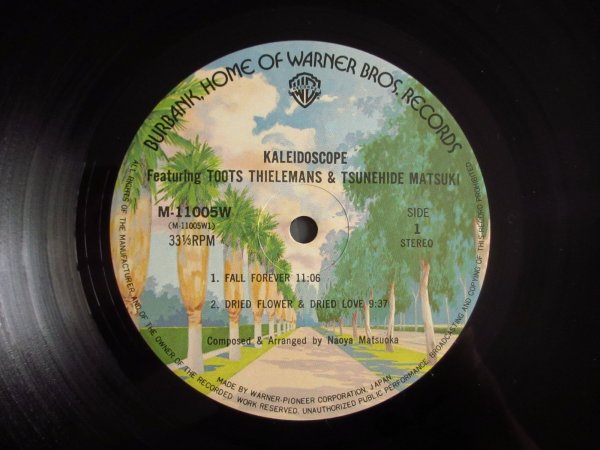 BURBANK, HOME OF WARNER BROS. RECORDS
KALEIDOSCOPE
Featuring TOOTS THIELEMANS & TSUNEHIDE MATSUKI
M-11005W
(M-11005W1)
33⅓RPM
SIDE
1
STEREO
1. FALL FOREVER 11:06
2. DRIED FLOWER & DRIED LOVE 9:37
Composed & Arranged by Naoya Matsuoka
MADE BY WARNER-PIONEER CORPORATION, JAPAN
ALL RIGHTS OF THE MANUFACTURER AND OF THE OWNER OF THE RECORDED WORK RESERVED. UNAUTHORIZED PUBLIC PERFORMANCE, BROADCASTING AND COPYING OF THIS RECORD PROHIBITED